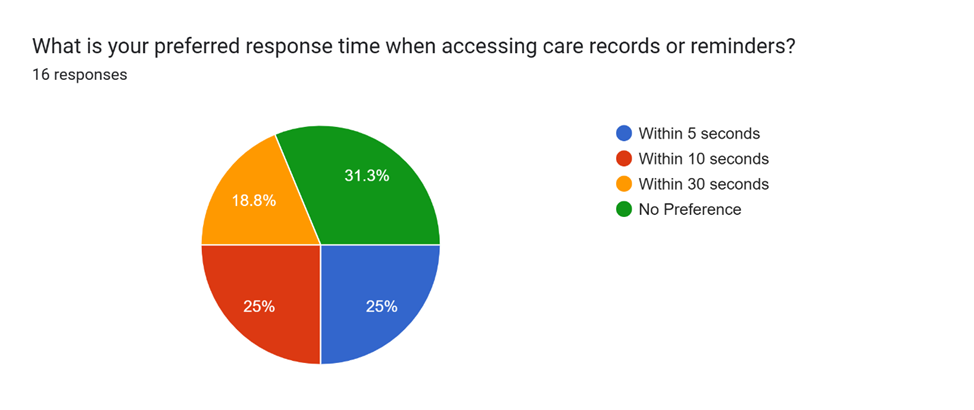 What is your preferred response time when accessing care records or reminders?
16 responses
31.3%
18.8%
25%
25%
Within 5 seconds
Within 10 seconds
Within 30 seconds
No Preference